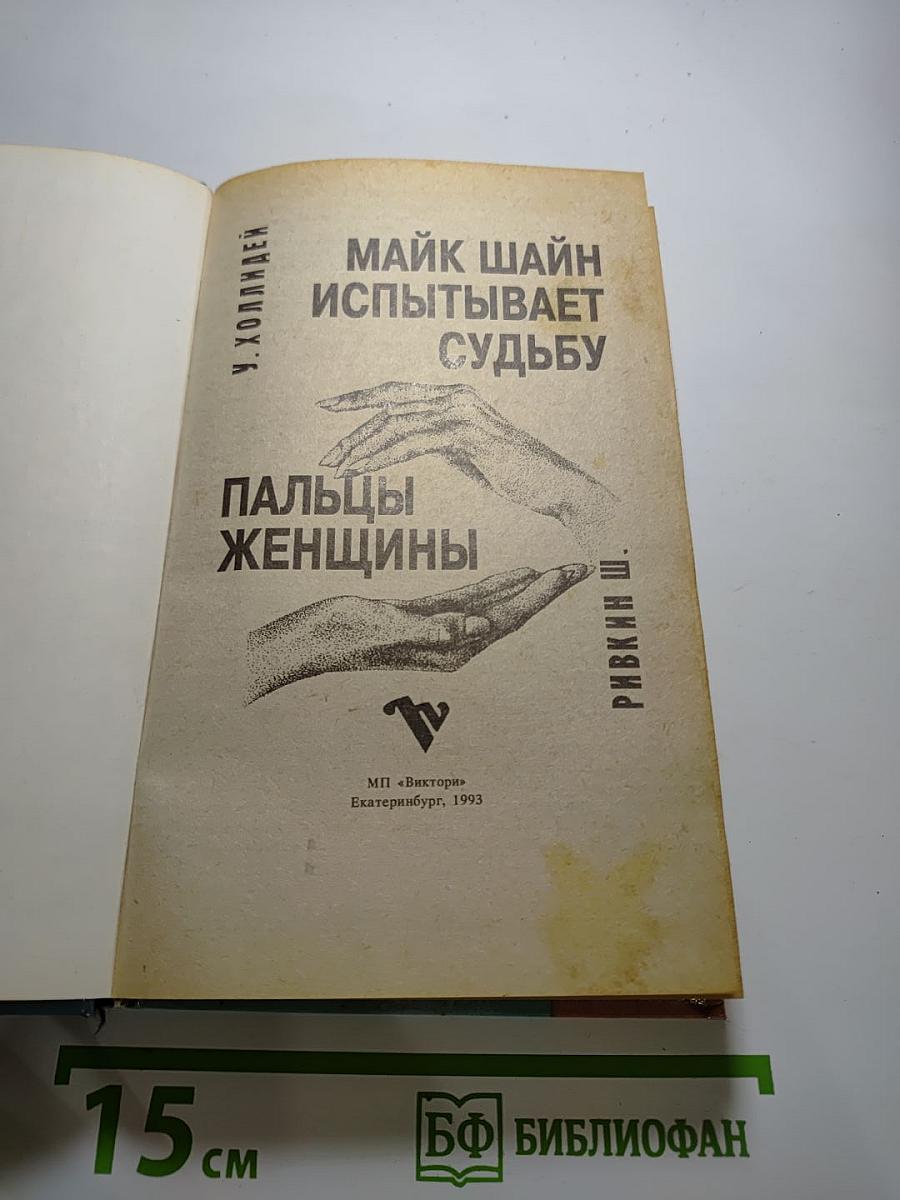 У. ХОЛЛИДЕЙ
МАЙК ШАЙН
ИСПЫТЫВАЕТ
СУДЬБУ
ПАЛЬЦЫ
ЖЕНЩИНЫ
РИВКИН Ш.
МП «Виктори»
Екатеринбург, 1993
15 см
БФ БИБЛИОФАН